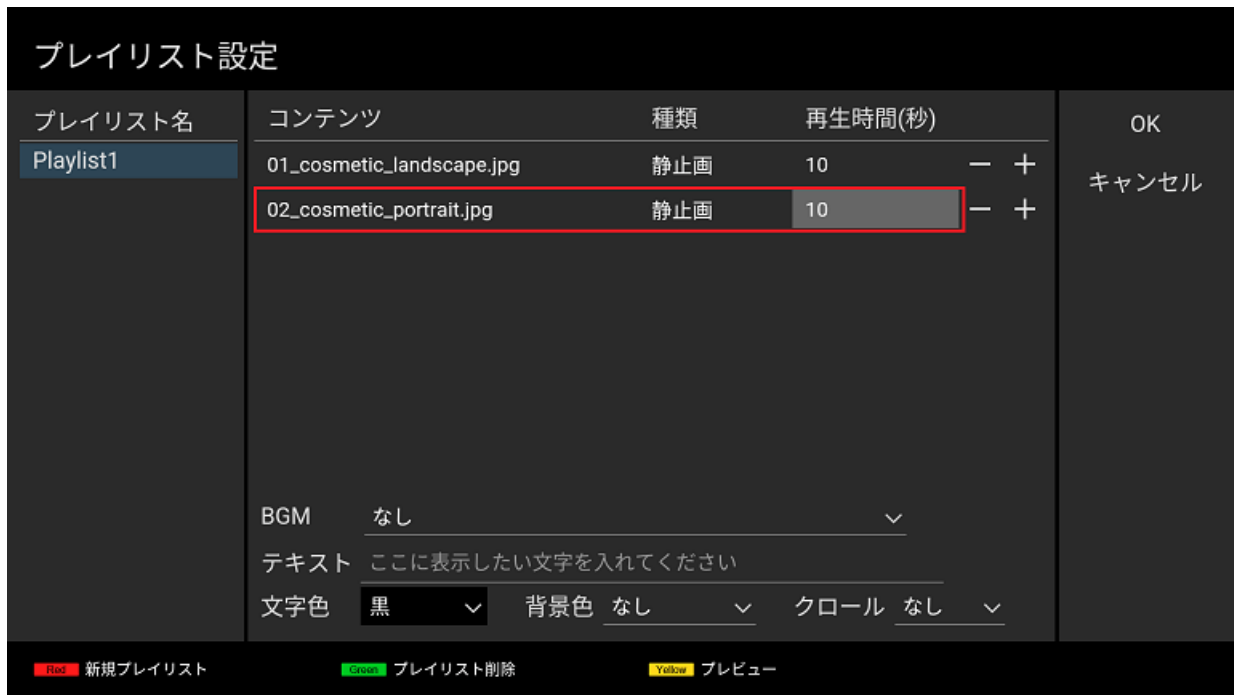 プレイリスト設定
プレイリスト名
Playlist1
コンテンツ 種類 再生時間(秒)
01_cosmetic_landscape.jpg 静止画 10 － ＋
02_cosmetic_portrait.jpg 静止画 10 － ＋
BGM なし
テキスト ここに表示したい文字を入れてください
文字色 黒 背景色 なし クロール なし
OK
キャンセル
Red 新規プレイリスト Green プレイリスト削除 Yellow プレビュー